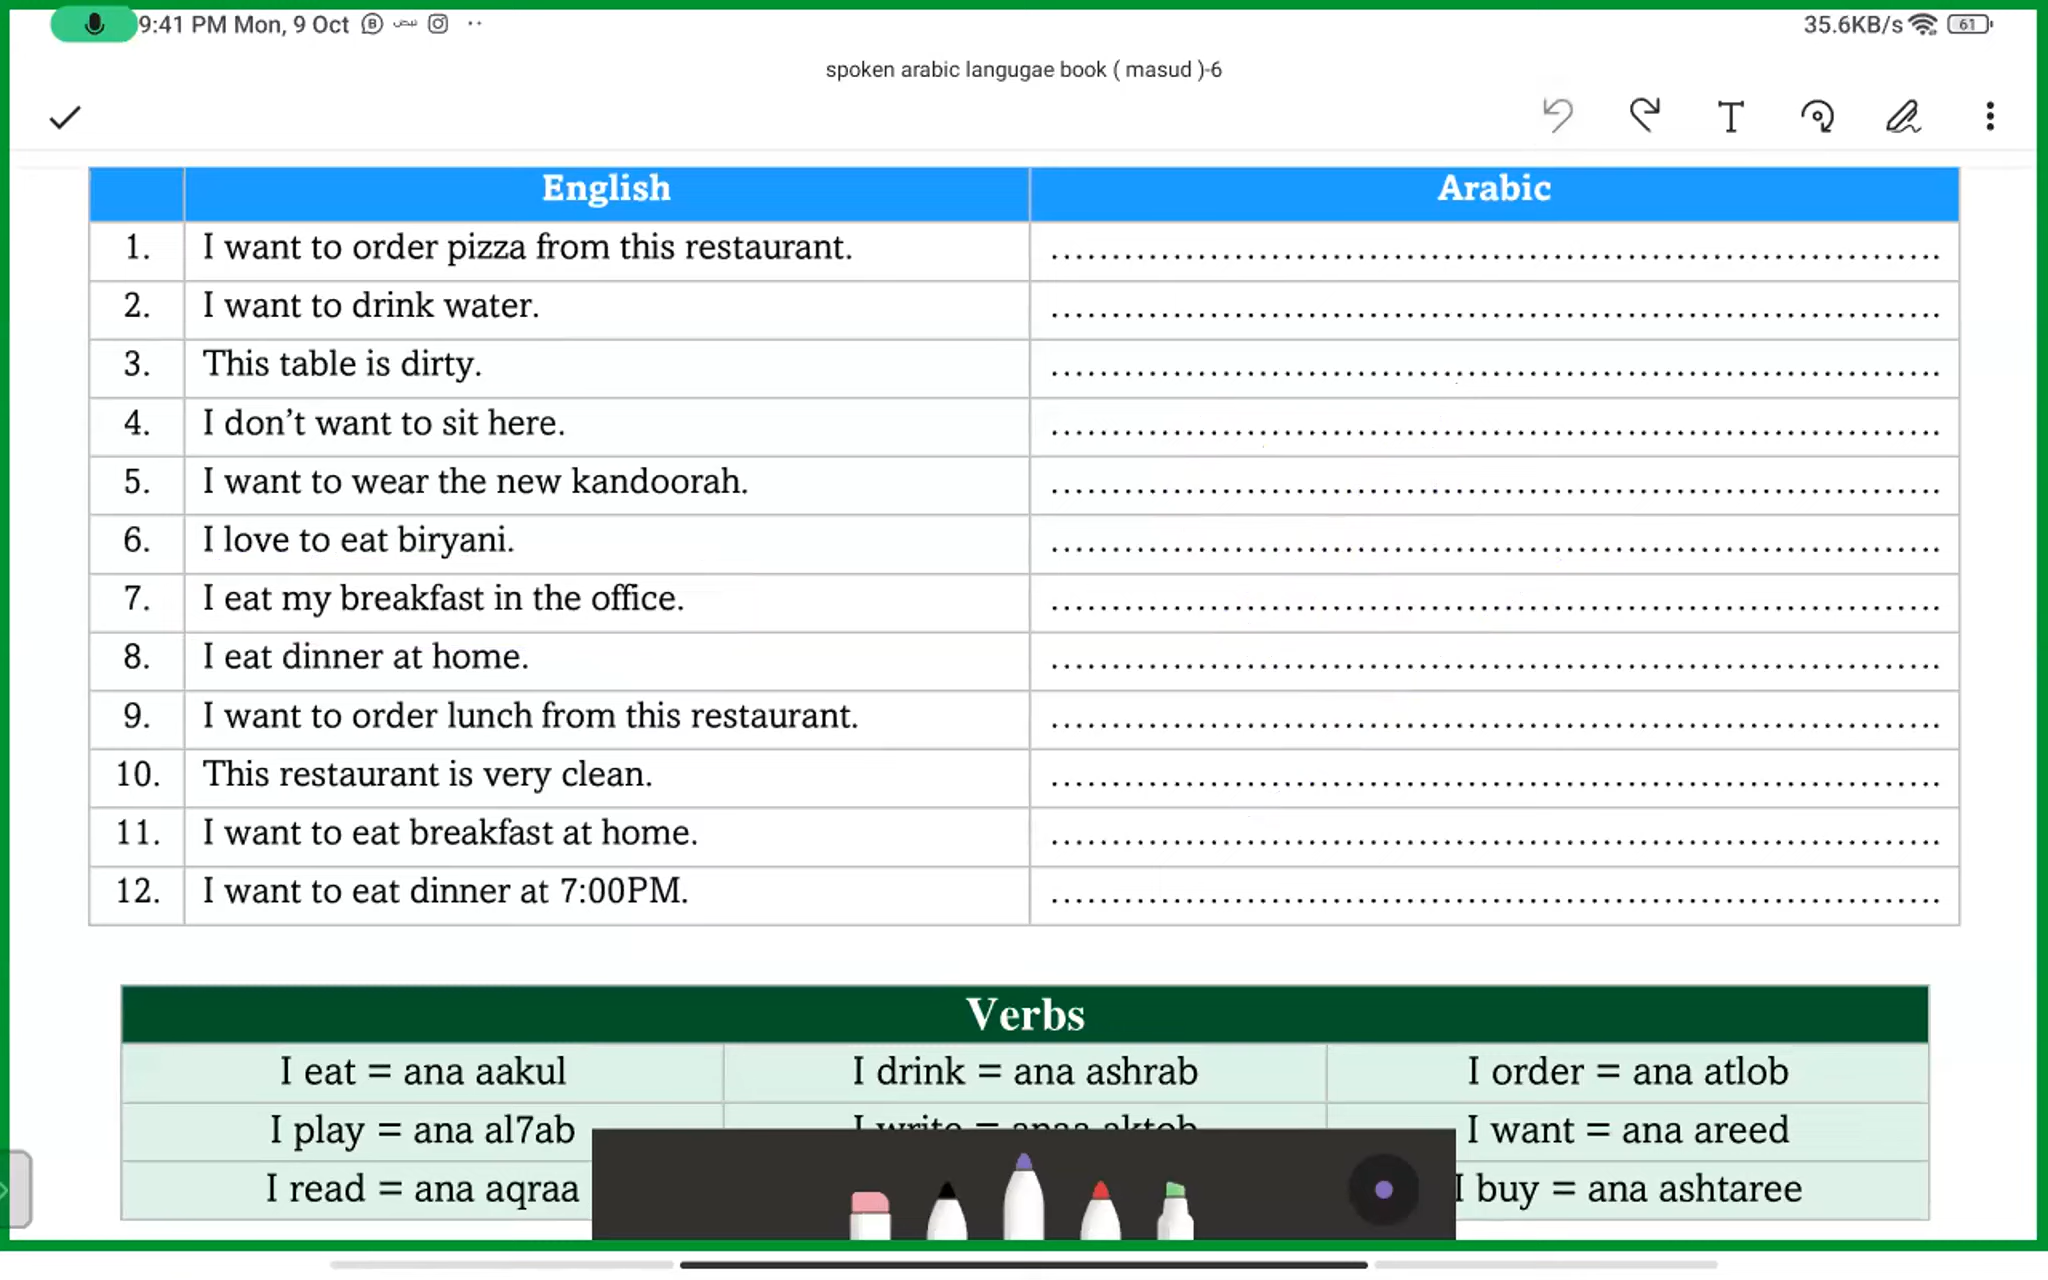 9:41 PM Mon, 9 Oct
35.6KB/s 61
spoken arabic langugae book ( masud )-6
English Arabic
1. I want to order pizza from this restaurant. ........................................................................
2. I want to drink water. ........................................................................
3. This table is dirty. ........................................................................
4. I don’t want to sit here. ........................................................................
5. I want to wear the new kandoorah. ........................................................................
6. I love to eat biryani. ........................................................................
7. I eat my breakfast in the office. ........................................................................
8. I eat dinner at home. ........................................................................
9. I want to order lunch from this restaurant. ........................................................................
10. This restaurant is very clean. ........................................................................
11. I want to eat breakfast at home. ........................................................................
12. I want to eat dinner at 7:00PM. ........................................................................
Verbs
I eat = ana aakul I drink = ana ashrab I order = ana atlob
I play = ana al7ab I write = anaa aktob I want = ana areed
I read = ana aqraa I buy = ana ashtaree